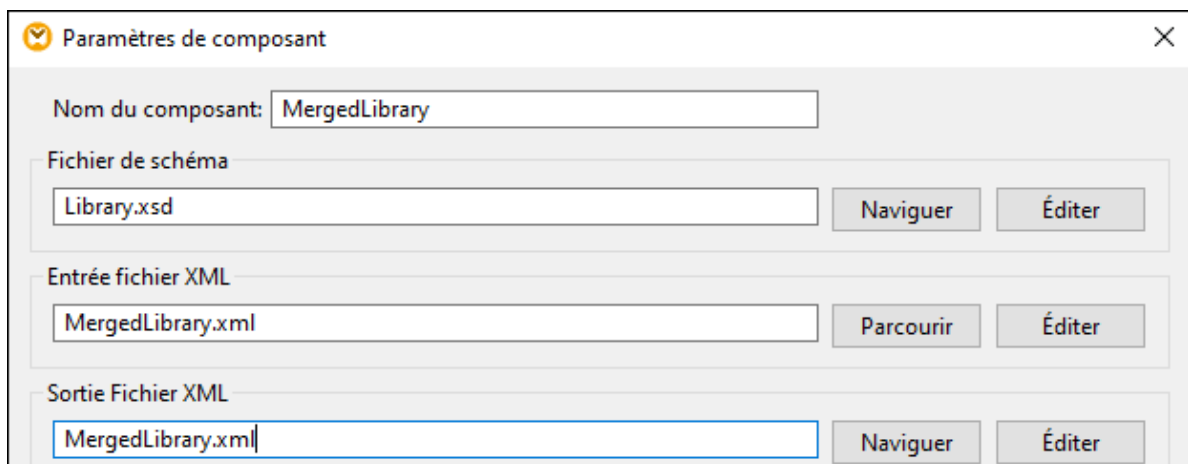 Paramètres de composant
Nom du composant: MergedLibrary
Fichier de schéma
Library.xsd Naviguer Éditer
Entrée fichier XML
MergedLibrary.xml Parcourir Éditer
Sortie Fichier XML
MergedLibrary.xml Naviguer Éditer